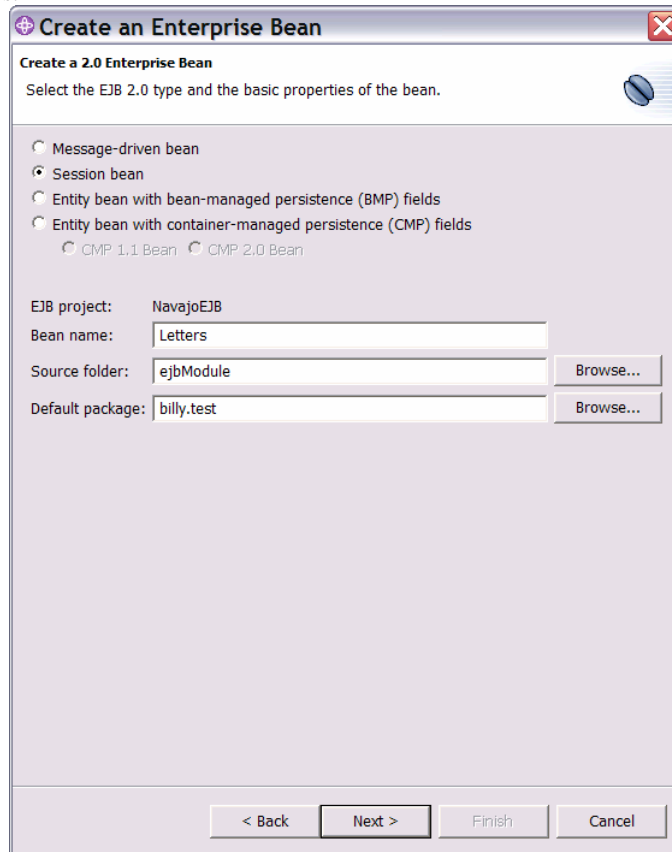 Create an Enterprise Bean
Create a 2.0 Enterprise Bean
Select the EJB 2.0 type and the basic properties of the bean.
Message-driven bean
Session bean
Entity bean with bean-managed persistence (BMP) fields
Entity bean with container-managed persistence (CMP) fields
CMP 1.1 Bean CMP 2.0 Bean
EJB project: NavajoEJB
Bean name: Letters
Source folder: ejbModule Browse...
Default package: billy.test Browse...
< Back Next > Finish Cancel